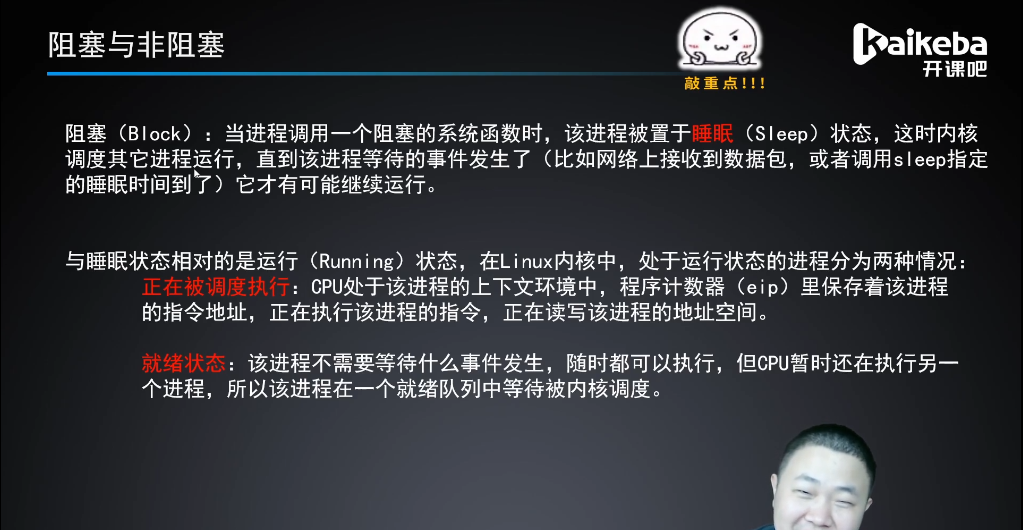 阻塞与非阻塞
敲重点!!!
Kaikeba
开课吧
阻塞（Block）：当进程调用一个阻塞的系统函数时，该进程被置于睡眠（Sleep）状态，这时内核
调度其它进程运行，直到该进程等待的事件发生了（比如网络上接收到数据包，或者调用sleep指定
的睡眠时间到了）它才有可能继续运行。
与睡眠状态相对的是运行（Running）状态，在Linux内核中，处于运行状态的进程分为两种情况：
正在被调度执行：CPU处于该进程的上下文环境中，程序计数器（eip）里保存着该进程
的指令地址，正在执行该进程的指令，正在读写该进程的地址空间。
就绪状态：该进程不需要等待什么事件发生，随时都可以执行，但CPU暂时还在执行另一
个进程，所以该进程在一个就绪队列中等待被内核调度。